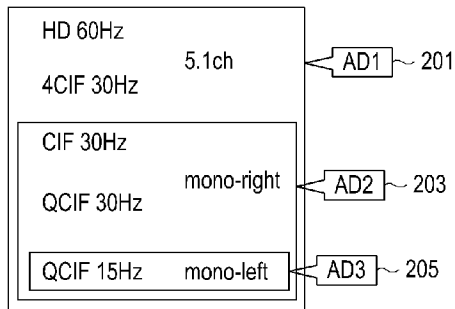 HD 60Hz
5.1ch
AD1 201
4CIF 30Hz
CIF 30Hz
mono-right
AD2 203
QCIF 30Hz
QCIF 15Hz mono-left AD3 205